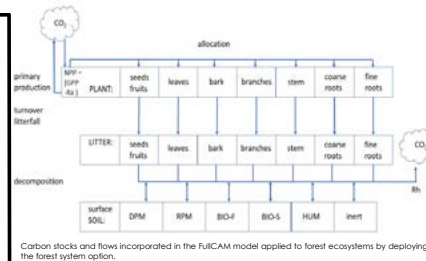 CO₂
allocation
primary
production
NPP =
(GPP
-Ra )
PLANT:
seeds
fruits
leaves
bark
branches
stem
coarse
roots
fine
roots
turnover
litterfall
LITTER:
seeds
fruits
leaves
bark
branches
stem
coarse
roots
fine
roots
CO₂
decomposition
Rh
surface
SOIL:
DPM
RPM
BIO-F
BIO-S
HUM
inert
Carbon stocks and flows incorporated in the FullCAM model applied to forest ecosystems by deploying
the forest system option.